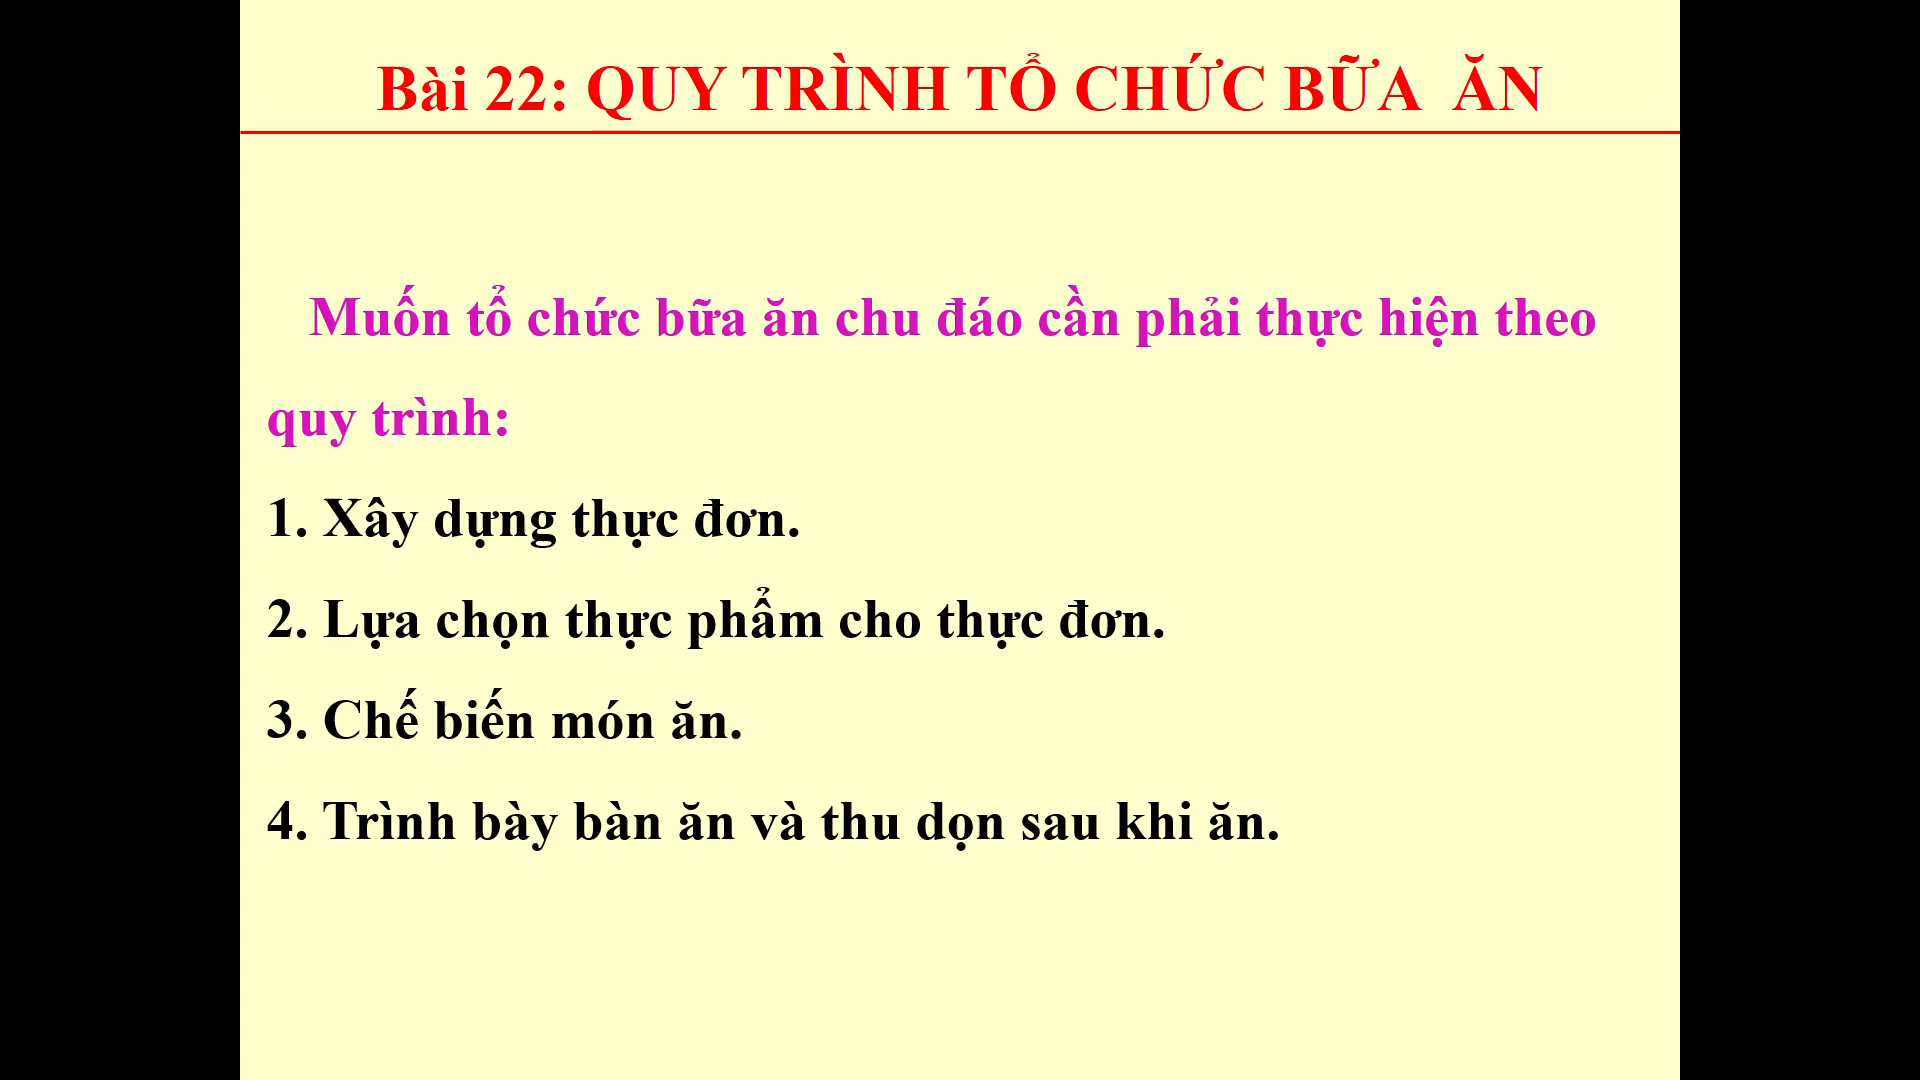 Bài 22: QUY TRÌNH TỔ CHỨC BỮA ĂN
Muốn tổ chức bữa ăn chu đáo cần phải thực hiện theo
quy trình:
1. Xây dựng thực đơn.
2. Lựa chọn thực phẩm cho thực đơn.
3. Chế biến món ăn.
4. Trình bày bàn ăn và thu dọn sau khi ăn.